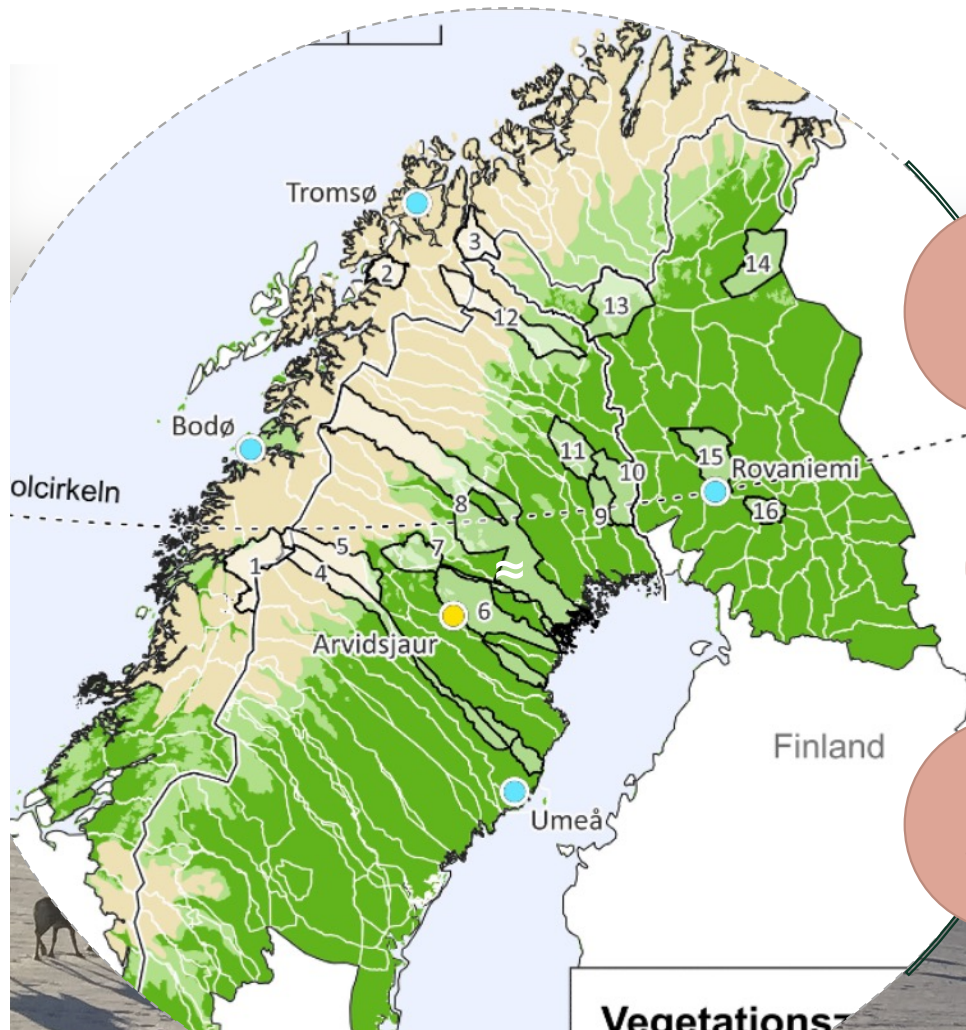 Tromsø
3
2
14
13
12
Bodø
11
10
15
Rovaniemi
olcirkeln
8
9
16
5
7
1
4
≈
6
Arvidsjaur
Finland
Umeå
Vegetationsz